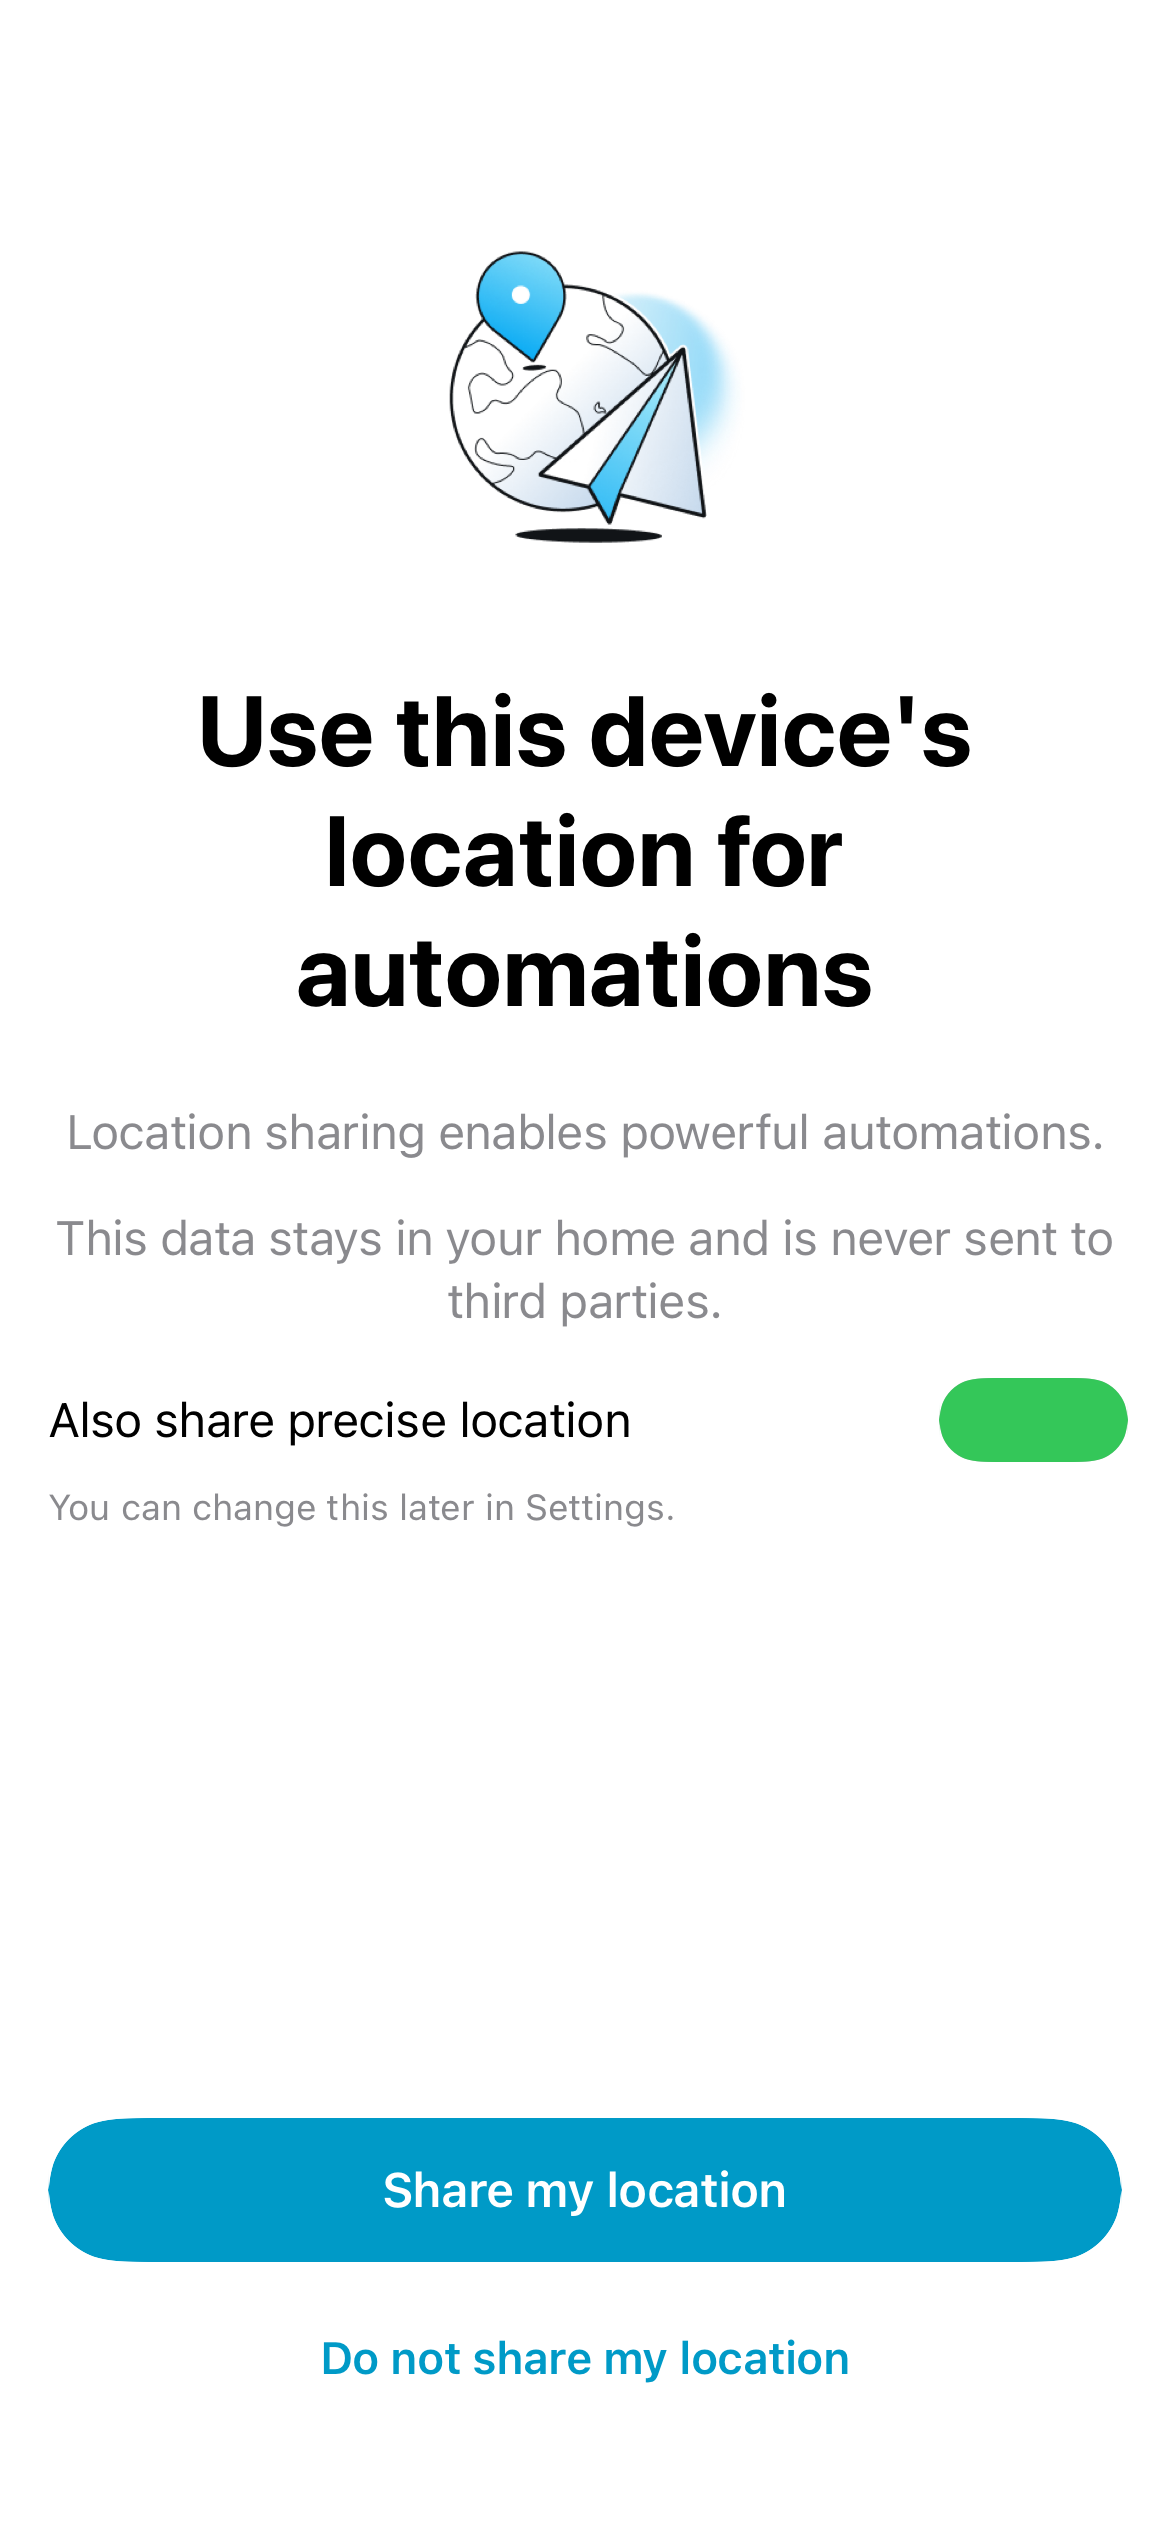 Use this device's
location for
automations
Location sharing enables powerful automations.
This data stays in your home and is never sent to
third parties.
Also share precise location
You can change this later in Settings.
Share my location
Do not share my location